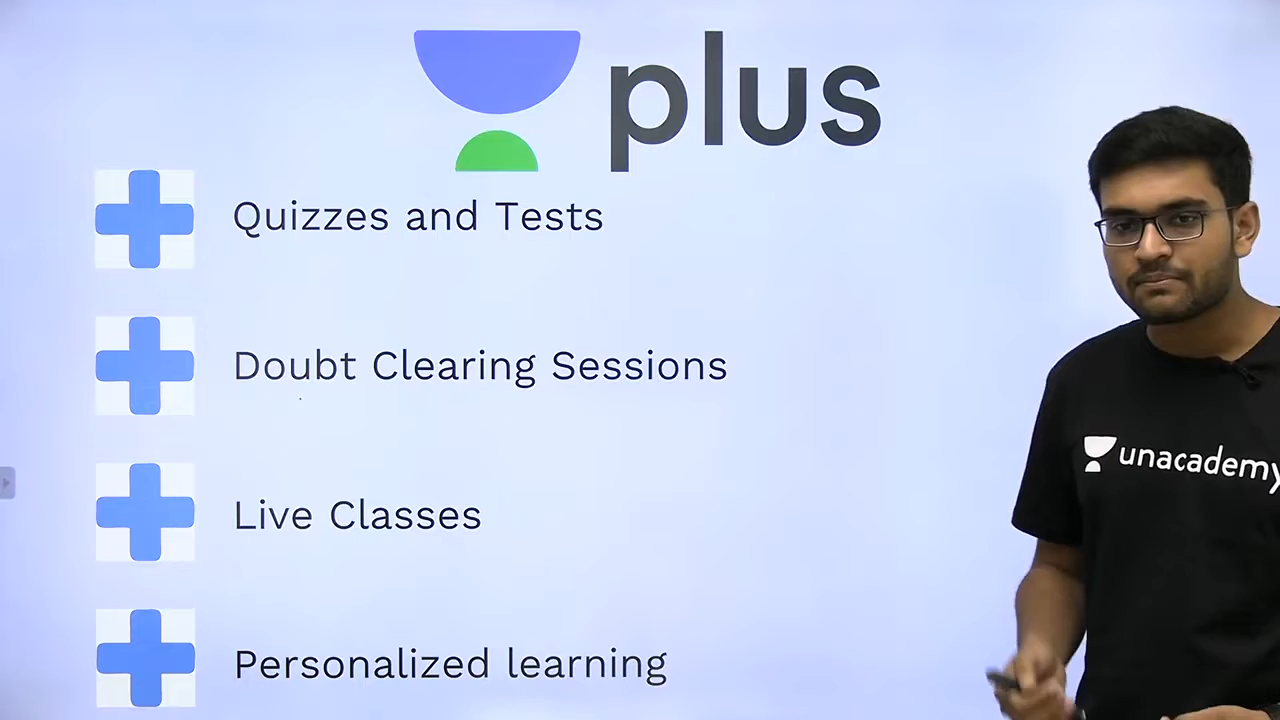 plus
Quizzes and Tests
Doubt Clearing Sessions
Live Classes
Personalized learning
unacademy